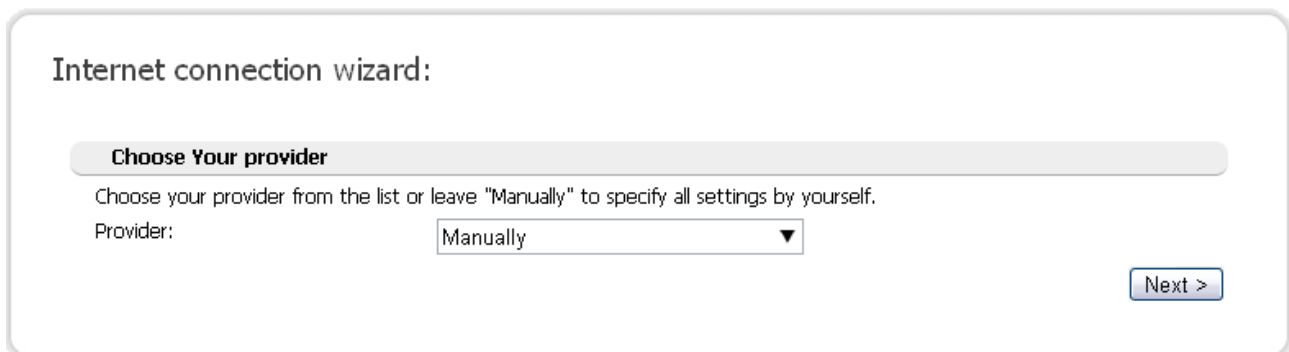 Internet connection wizard:
Choose Your provider
Choose your provider from the list or leave "Manually" to specify all settings by yourself.
Provider:
Manually
Next >